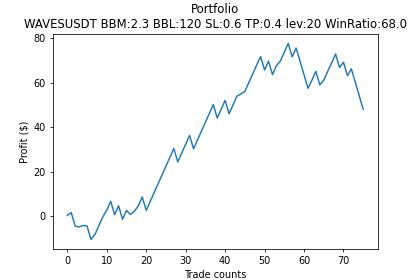 Portfolio
WAVESUSDT BBM:2.3 BBL:120 SL:0.6 TP:0.4 lev:20 WinRatio:68.0
80
60
40
20
0
Profit ($)
0 10 20 30 40 50 60 70
Trade counts